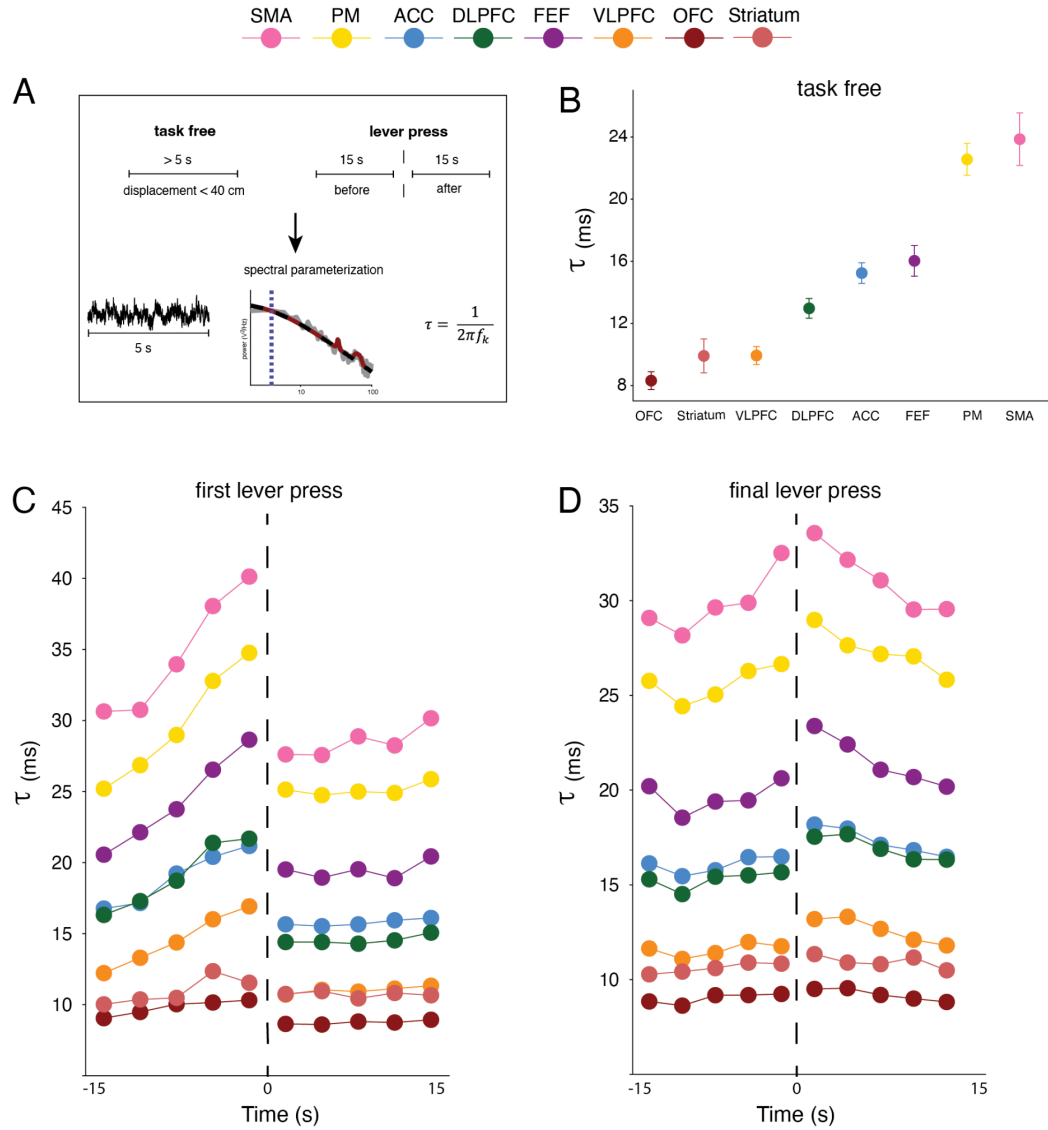 SMA PM ACC DLPFC FEF VLPFC OFC Striatum
A
task free lever press
> 5 s 15 s 15 s
displacement < 40 cm before after
spectral parameterization
power (V²/Hz)
10 100
5 s
τ = 1 / 2πfₖ
B
task free
τ (ms)
24
20
16
12
8
OFC Striatum VLPFC DLPFC ACC FEF PM SMA
C
first lever press
τ (ms)
45
40
35
30
25
20
15
10
-15 0 15
Time (s)
D
final lever press
τ (ms)
35
30
25
20
15
10
-15 0 15
Time (s)